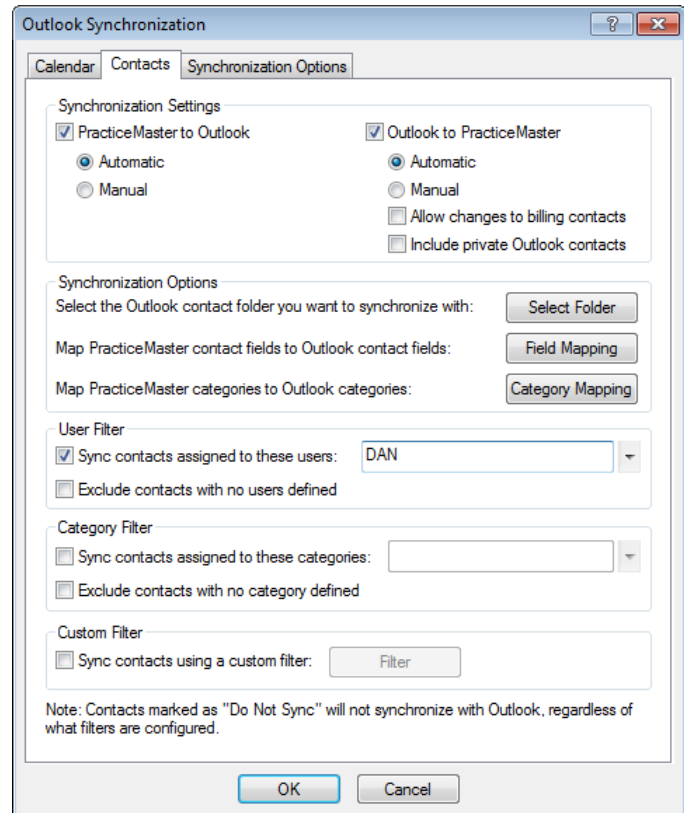 Outlook Synchronization
Calendar Contacts Synchronization Options
Synchronization Settings
PracticeMaster to Outlook Outlook to PracticeMaster
Automatic Automatic
Manual Manual
Allow changes to billing contacts
Include private Outlook contacts
Synchronization Options
Select the Outlook contact folder you want to synchronize with: Select Folder
Map PracticeMaster contact fields to Outlook contact fields: Field Mapping
Map PracticeMaster categories to Outlook categories: Category Mapping
User Filter
Sync contacts assigned to these users: DAN
Exclude contacts with no users defined
Category Filter
Sync contacts assigned to these categories:
Exclude contacts with no category defined
Custom Filter
Sync contacts using a custom filter: Filter
Note: Contacts marked as "Do Not Sync" will not synchronize with Outlook, regardless of
what filters are configured.
OK Cancel